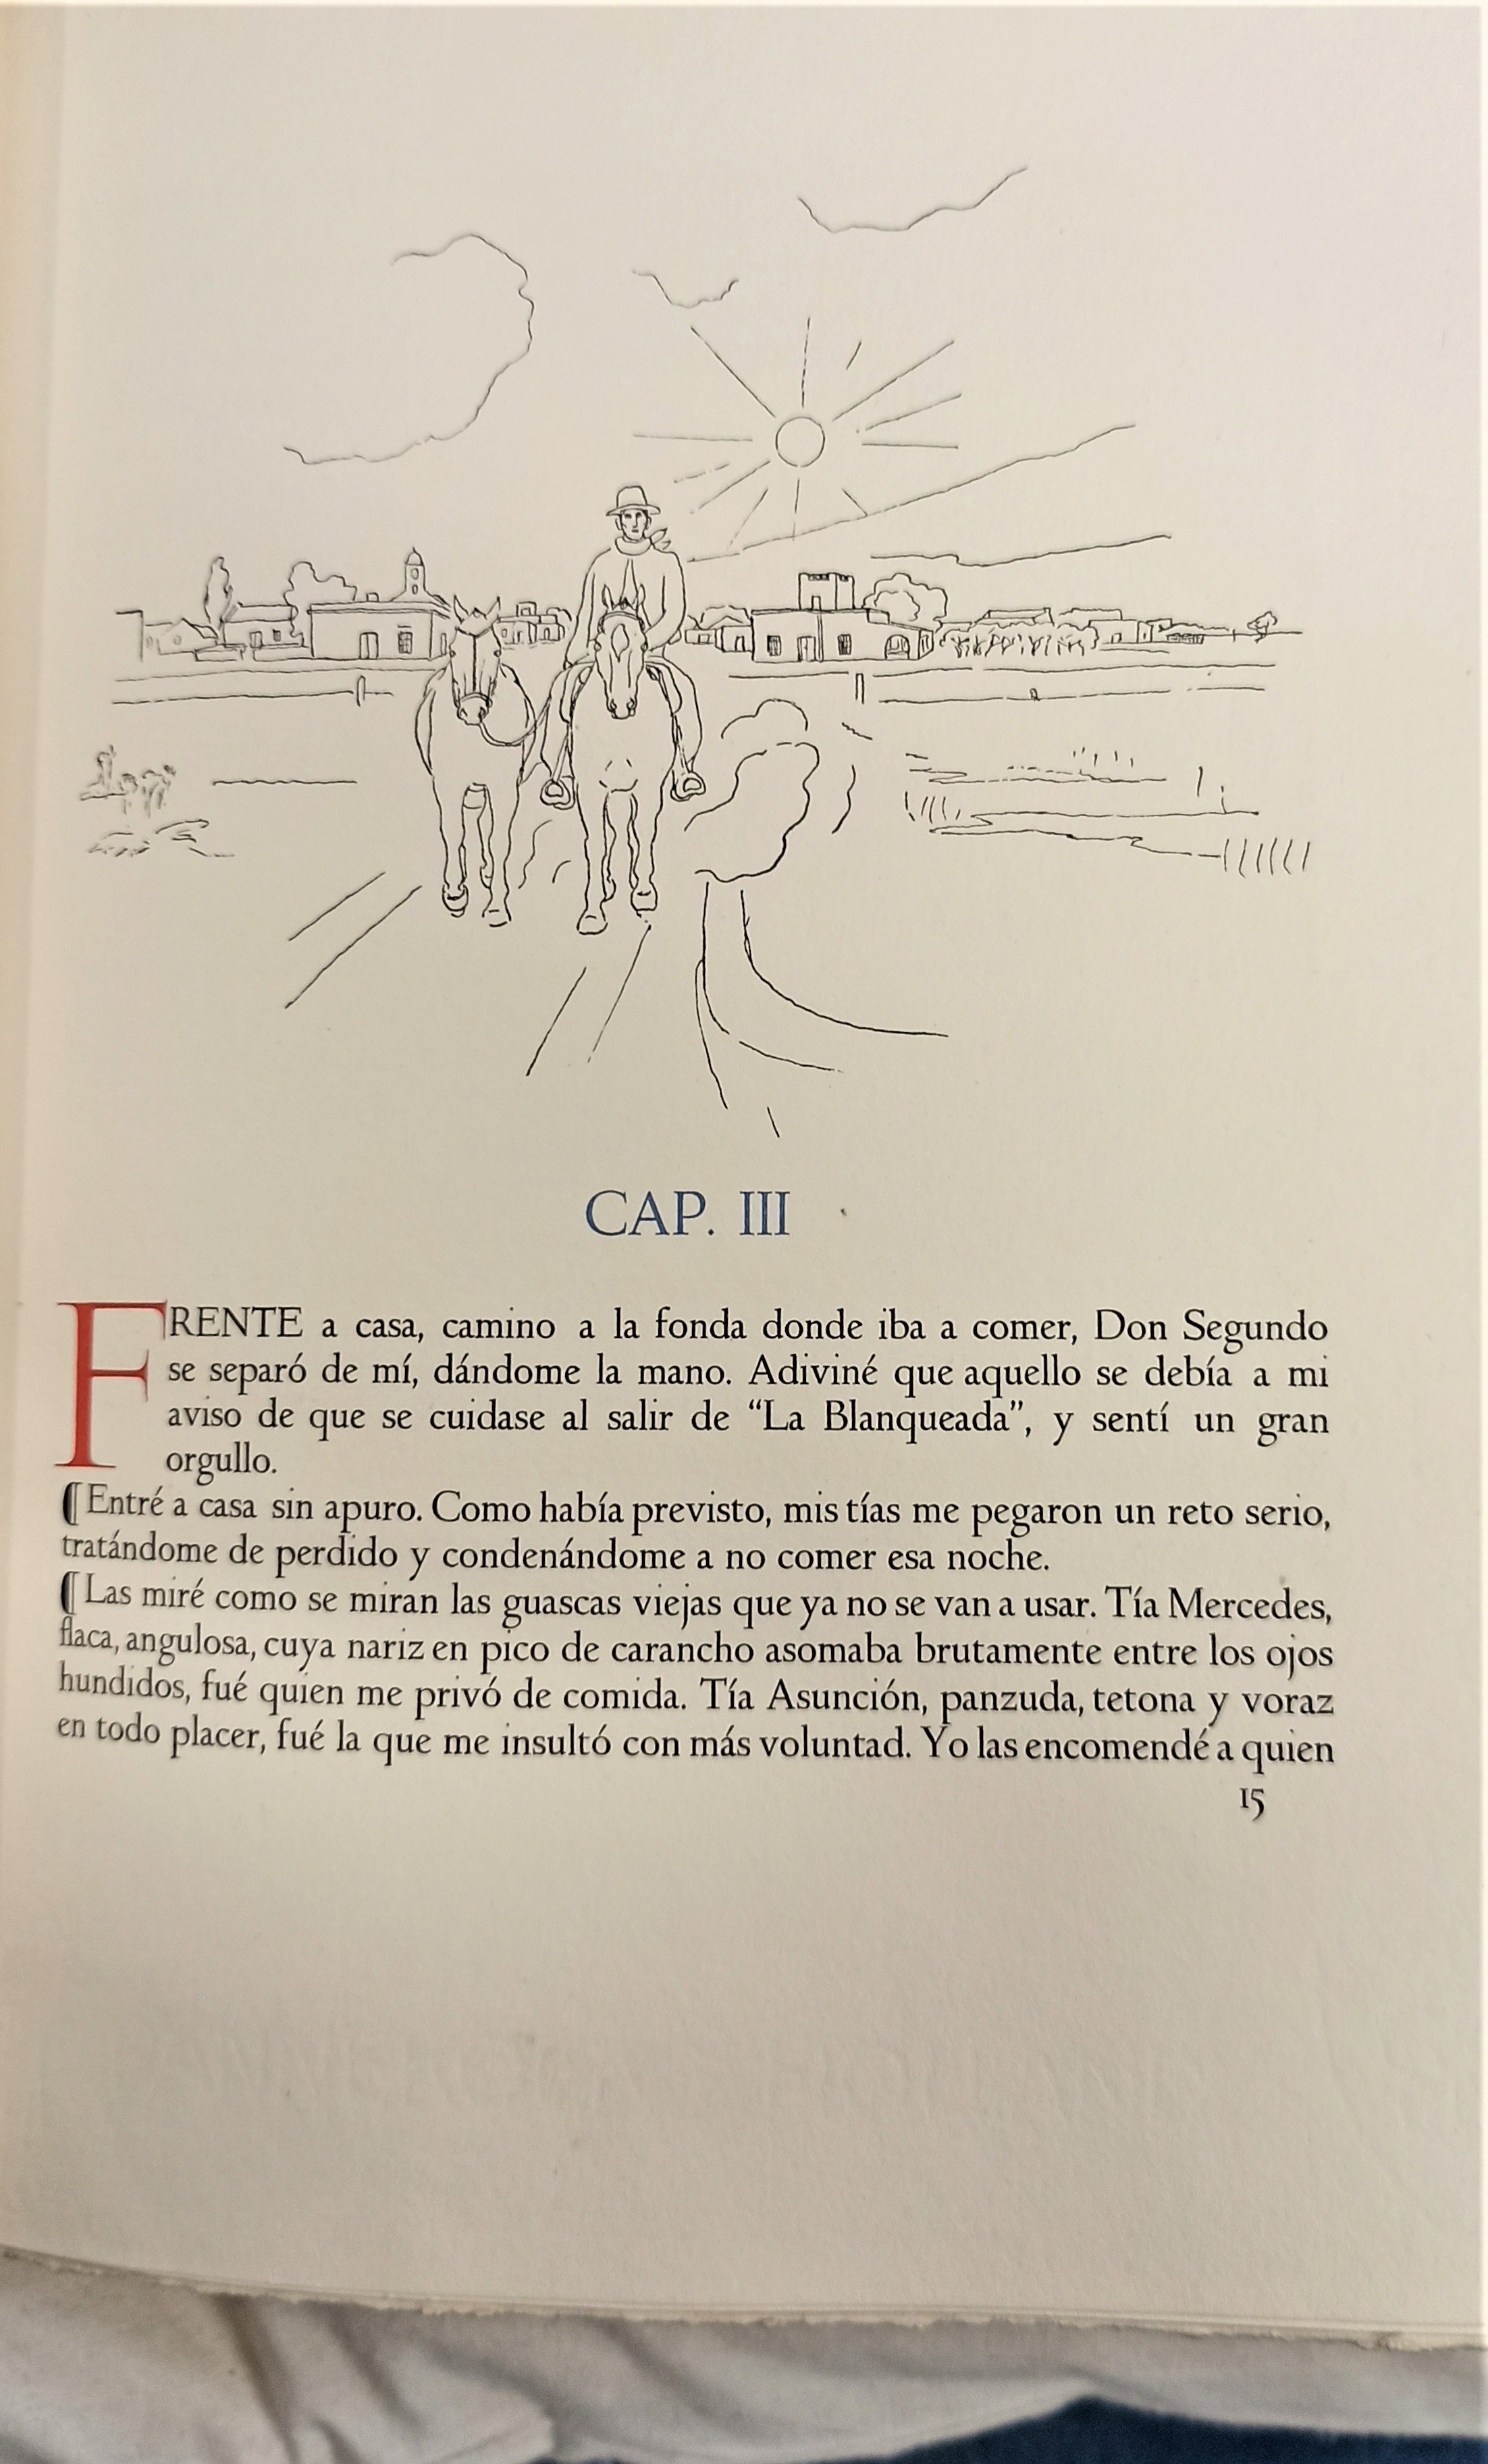 CAP. III
FRENTE a casa, camino a la fonda donde iba a comer, Don Segundo
se separó de mí, dándome la mano. Adiviné que aquello se debía a mi
aviso de que se cuidase al salir de “La Blanqueada”, y sentí un gran
orgullo.
¶ Entré a casa sin apuro. Como había previsto, mis tías me pegaron un reto serio,
tratándome de perdido y condenándome a no comer esa noche.
¶ Las miré como se miran las guascas viejas que ya no se van a usar. Tía Mercedes,
flaca, angulosa, cuya nariz en pico de carancho asomaba brutamente entre los ojos
hundidos, fué quien me privó de comida. Tía Asunción, panzuda, tetona y voraz
en todo placer, fué la que me insultó con más voluntad. Yo las encomendé a quien
15